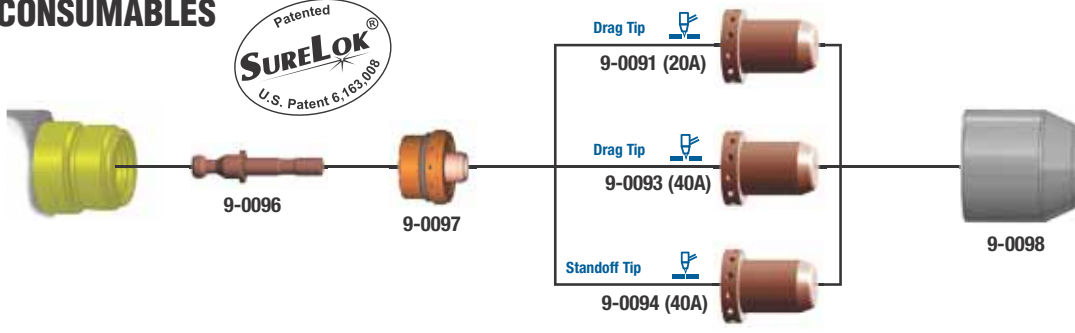 CONSUMABLES
Patented
SURELOK®
U.S. Patent 6,163,008
Drag Tip
9-0091 (20A)
Drag Tip
9-0093 (40A)
9-0096
9-0097
9-0098
Standoff Tip
9-0094 (40A)